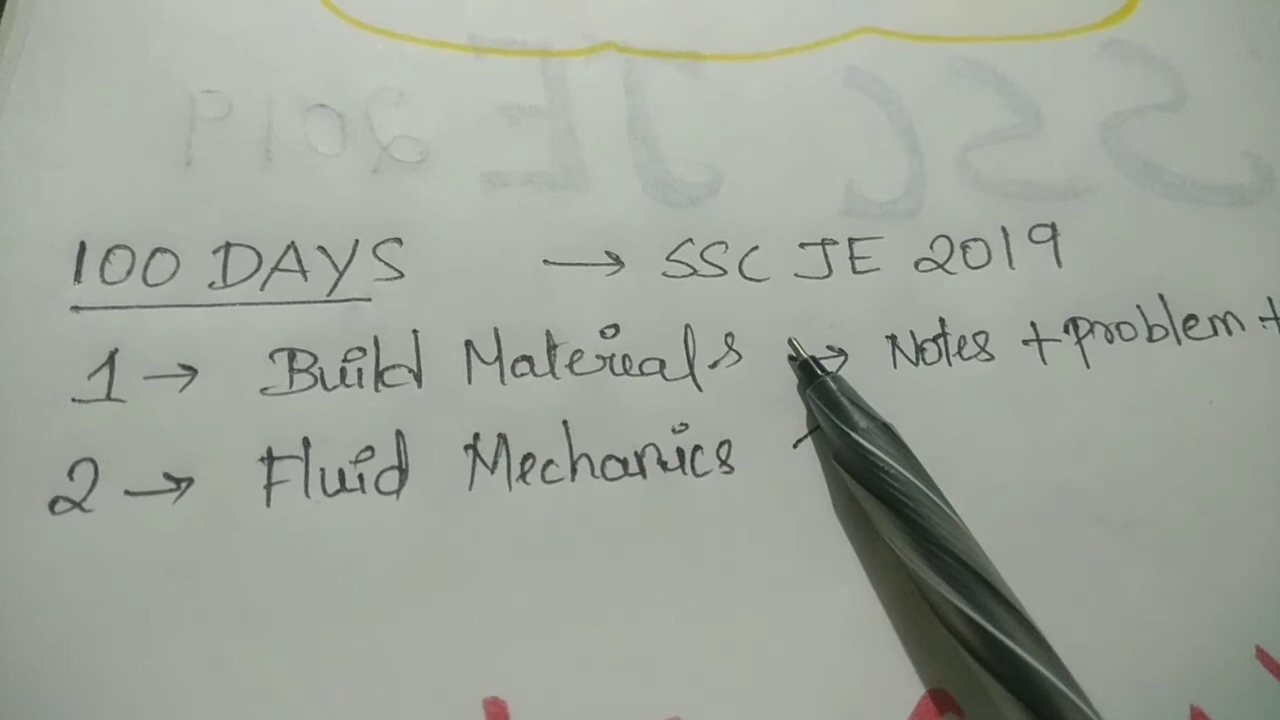 100 DAYS → SSC JE 2019
1 → Build Materials → Notes + problem +
2 → Fluid Mechanics